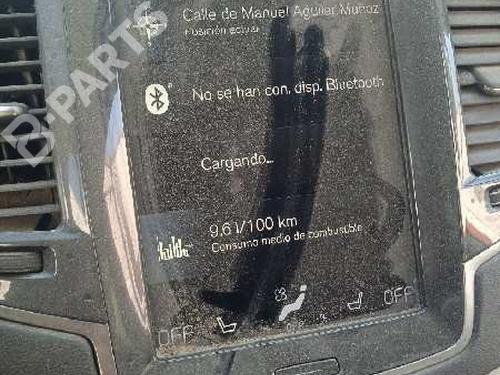 Calle de Manuel Aguilar Muñoz
Posición actual
B-PARTS
No se han con. disp. Bluetooth
Cargando...
9.6 l/100 km
Consumo medio de combustible
OFF
OFF